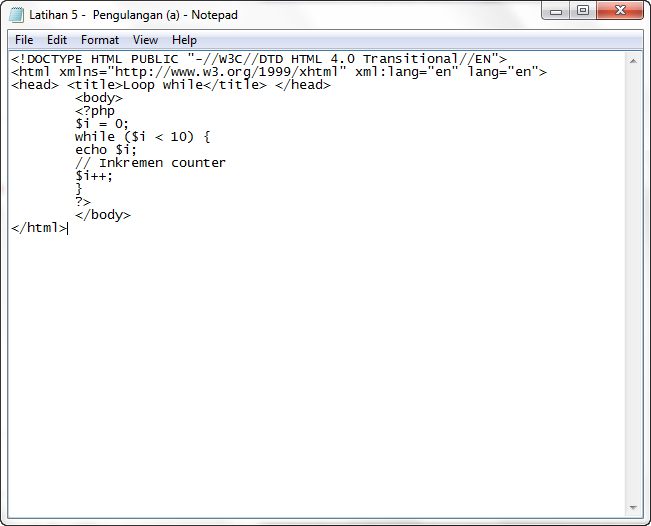 Latihan 5 -  Pengulangan (a) - Notepad
File Edit Format View Help
<!DOCTYPE HTML PUBLIC "-//W3C//DTD HTML 4.0 Transitional//EN">
<html xmlns="http://www.w3.org/1999/xhtml" xml:lang="en" lang="en">
<head> <title>Loop while</title> </head>
        <body>
        <?php
        $i = 0;
        while ($i < 10) {
        echo $i;
        // Inkremen counter
        $i++;
        }
        ?>
        </body>
</html>